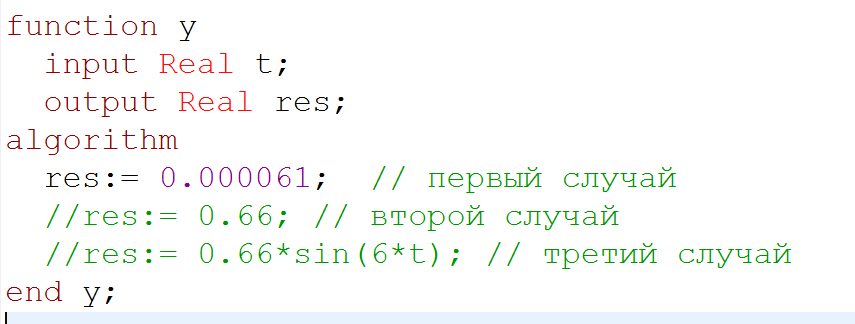 function y
  input Real t;
  output Real res;
algorithm
  res:= 0.000061;  // первый случай
  //res:= 0.66; // второй случай
  //res:= 0.66*sin(6*t); // третий случай
end y;